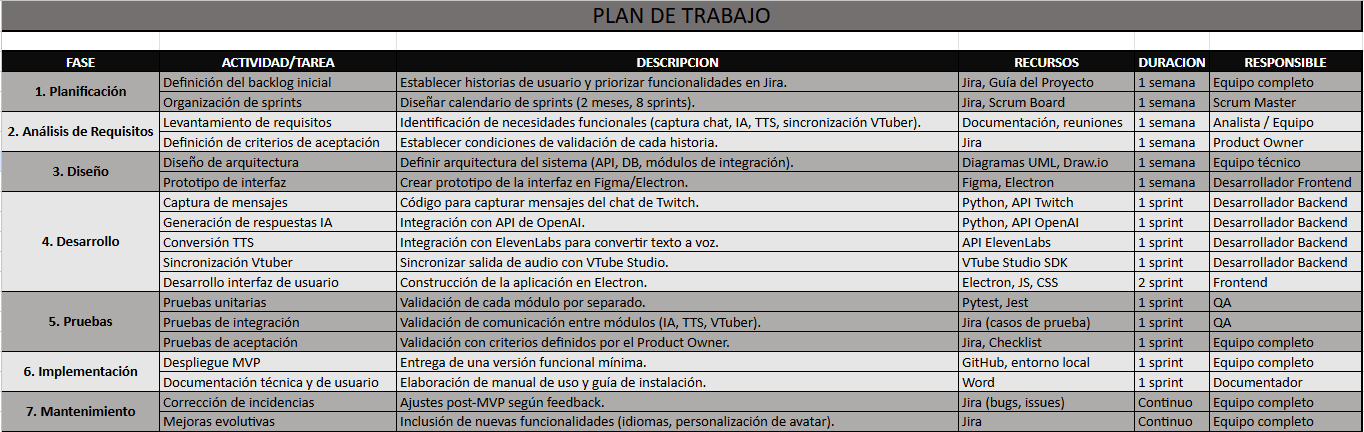 PLAN DE TRABAJO
FASE ACTIVIDAD/TAREA DESCRIPCION RECURSOS DURACION RESPONSIBLE
1. Planificación
Definición del backlog inicial Establecer historias de usuario y priorizar funcionalidades en Jira. Jira, Guía del Proyecto 1 semana Equipo completo
Organización de sprints Diseñar calendario de sprints (2 meses, 8 sprints). Jira, Scrum Board 1 semana Scrum Master
2. Análisis de Requisitos
Levantamiento de requisitos Identificación de necesidades funcionales (captura chat, IA, TTS, sincronización VTuber). Documentación, reuniones 1 semana Analista / Equipo
Definición de criterios de aceptación Establecer condiciones de validación de cada historia. Jira 1 semana Product Owner
3. Diseño
Diseño de arquitectura Definir arquitectura del sistema (API, DB, módulos de integración). Diagramas UML, Draw.io 1 semana Equipo técnico
Prototipo de interfaz Crear prototipo de la interfaz en Figma/Electron. Figma, Electron 1 semana Desarrollador Frontend
4. Desarrollo
Captura de mensajes Código para capturar mensajes del chat de Twitch. Python, API Twitch 1 sprint Desarrollador Backend
Generación de respuestas IA Integración con API de OpenAI. Python, API OpenAI 1 sprint Desarrollador Backend
Conversión TTS Integración con ElevenLabs para convertir texto a voz. API ElevenLabs 1 sprint Desarrollador Backend
Sincronización Vtuber Sincronizar salida de audio con VTube Studio. VTube Studio SDK 1 sprint Desarrollador Backend
Desarrollo interfaz de usuario Construcción de la aplicación en Electron. Electron, JS, CSS 2 sprint Frontend
5. Pruebas
Pruebas unitarias Validación de cada módulo por separado. Pytest, Jest 1 sprint QA
Pruebas de integración Validación de comunicación entre módulos (IA, TTS, VTuber). Jira (casos de prueba) 1 sprint QA
Pruebas de aceptación Validación con criterios definidos por el Product Owner. Jira, Checklist 1 sprint Equipo completo
6. Implementación
Despliegue MVP Entrega de una versión funcional mínima. GitHub, entorno local 1 sprint Equipo completo
Documentación técnica y de usuario Elaboración de manual de uso y guía de instalación. Word 1 sprint Documentador
7. Mantenimiento
Corrección de incidencias Ajustes post-MVP según feedback. Jira (bugs, issues) Continuo Equipo completo
Mejoras evolutivas Inclusión de nuevas funcionalidades (idiomas, personalización de avatar). Jira Continuo Equipo completo